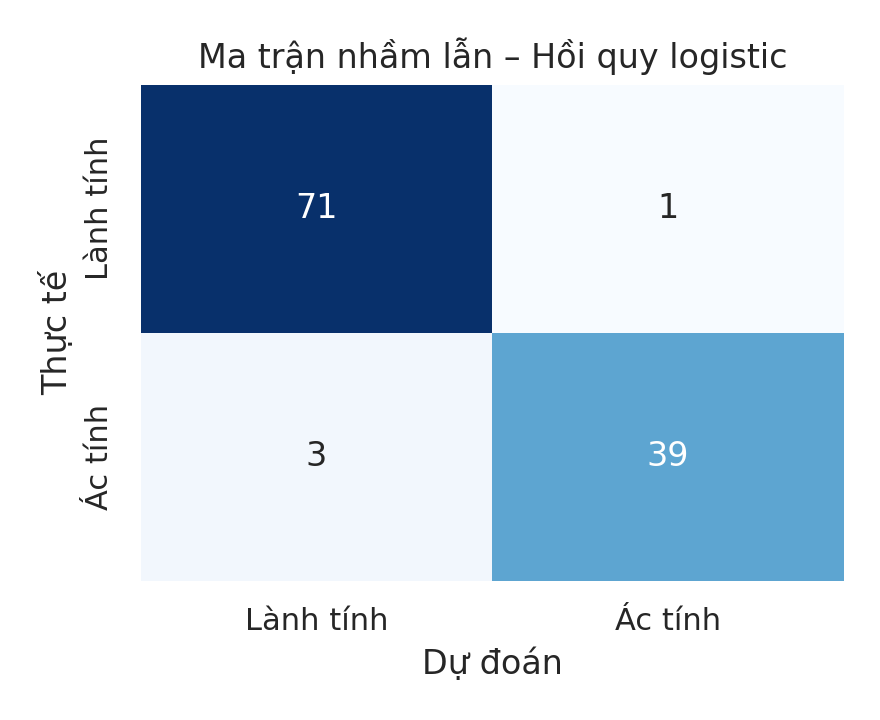 Ma trận nhầm lẫn – Hồi quy logistic
Thực tế
Lành tính
71
1
Ác tính
3
39
Lành tính
Ác tính
Dự đoán